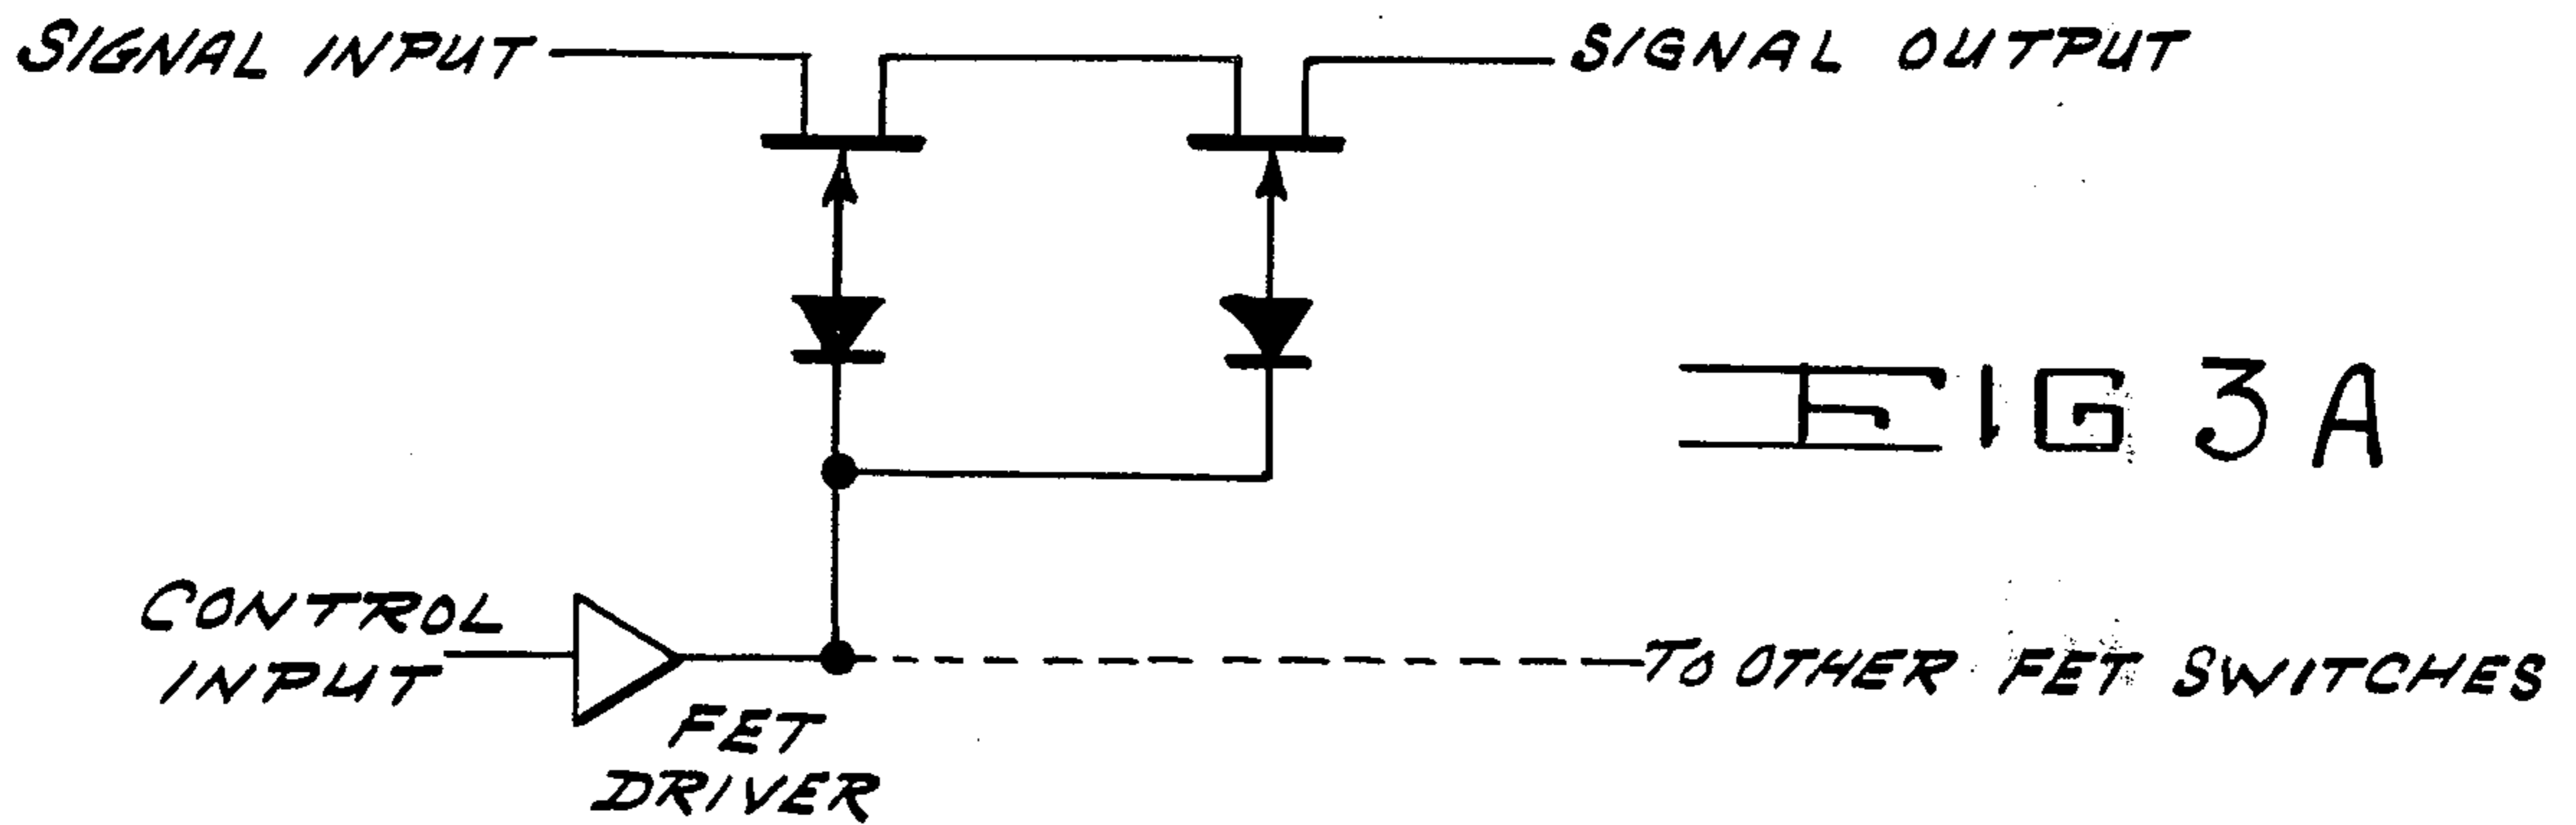 SIGNAL INPUT
SIGNAL OUTPUT
FIG 3A
CONTROL
INPUT
TO OTHER FET SWITCHES
FET
DRIVER